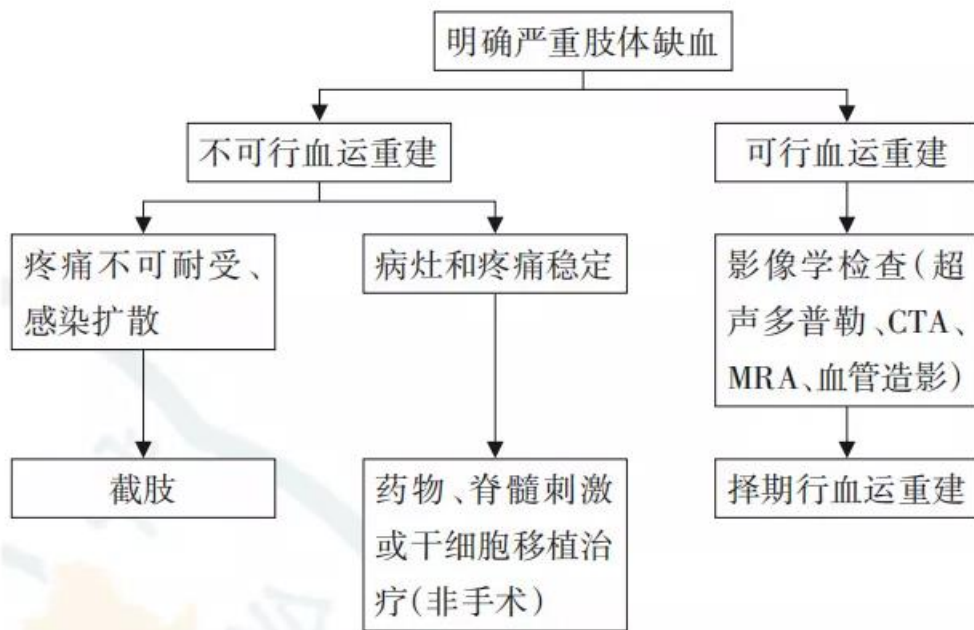 明确严重肢体缺血
不可行血运重建
可行血运重建
疼痛不可耐受、
感染扩散
病灶和疼痛稳定
影像学检查(超
声多普勒、CTA、
MRA、血管造影)
截肢
药物、脊髓刺激
或干细胞移植治
疗(非手术)
择期行血运重建